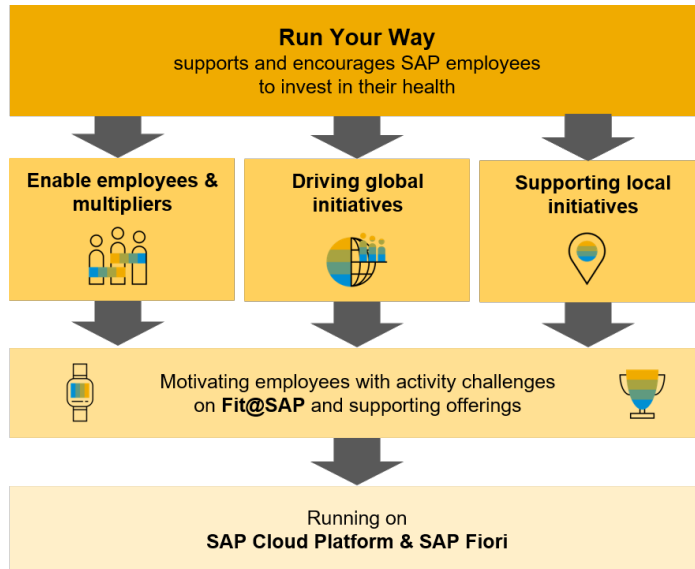 Run Your Way
supports and encourages SAP employees
to invest in their health
Enable employees &
multipliers
Driving global
initiatives
Supporting local
initiatives
Motivating employees with activity challenges
on Fit@SAP and supporting offerings
Running on
SAP Cloud Platform & SAP Fiori